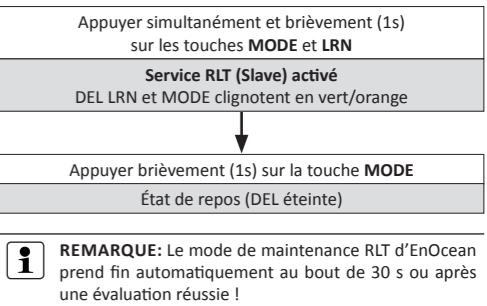 Appuyer simultanément et brièvement (1s)
sur les touches MODE et LRN
Service RLT (Slave) activé
DEL LRN et MODE clignotent en vert/orange
Appuyer brièvement (1s) sur la touche MODE
État de repos (DEL éteinte)
REMARQUE: Le mode de maintenance RLT d'EnOcean
prend fin automatiquement au bout de 30 s ou après
une évaluation réussie !